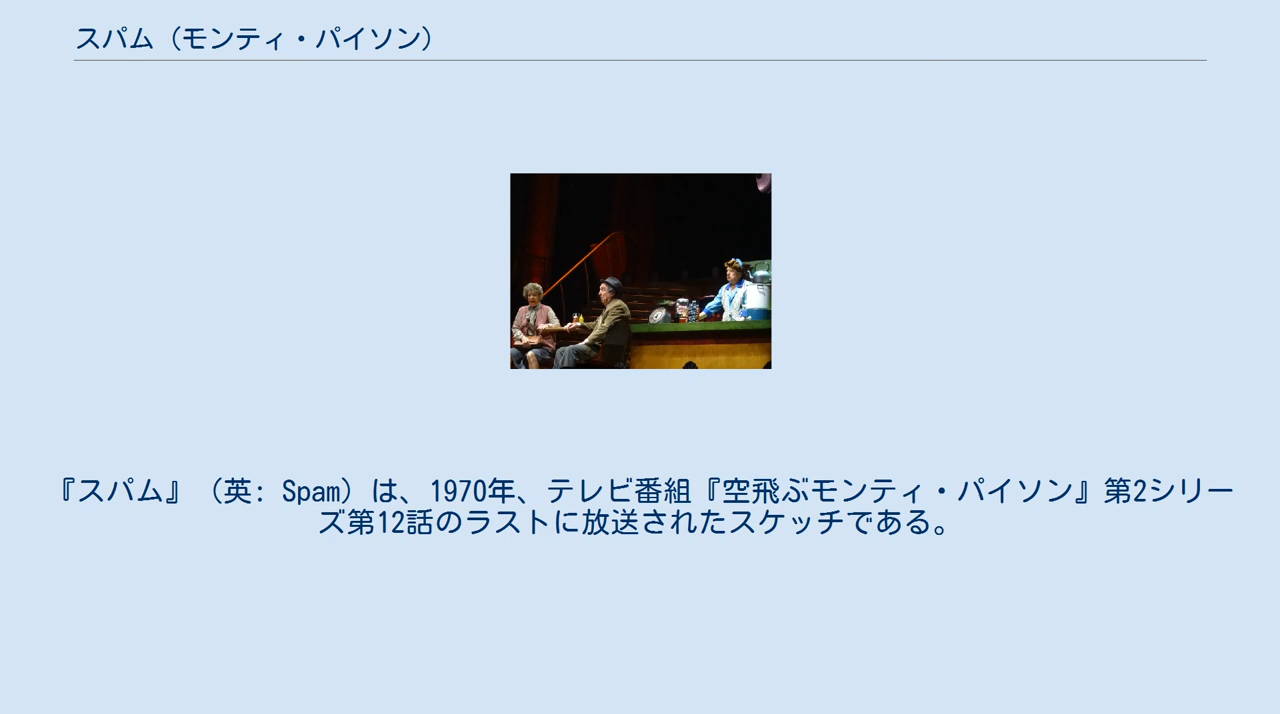 スパム（モンティ・パイソン）
『スパム』（英: Spam）は、1970年、テレビ番組『空飛ぶモンティ・パイソン』第2シリー
ズ第12話のラストに放送されたスケッチである。